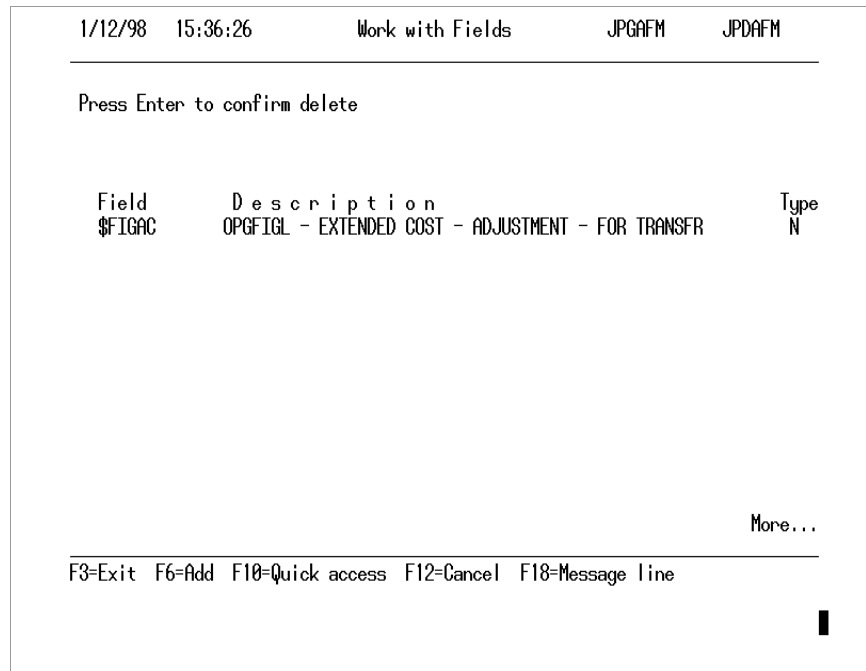 1/12/98 15:36:26 Work with Fields JPGAFM JPDAFM
Press Enter to confirm delete
Field D e s c r i p t i o n Type
$FIGAC OPGFIGL - EXTENDED COST - ADJUSTMENT - FOR TRANSFR N
More...
F3=Exit F6=Add F10=Quick access F12=Cancel F18=Message line